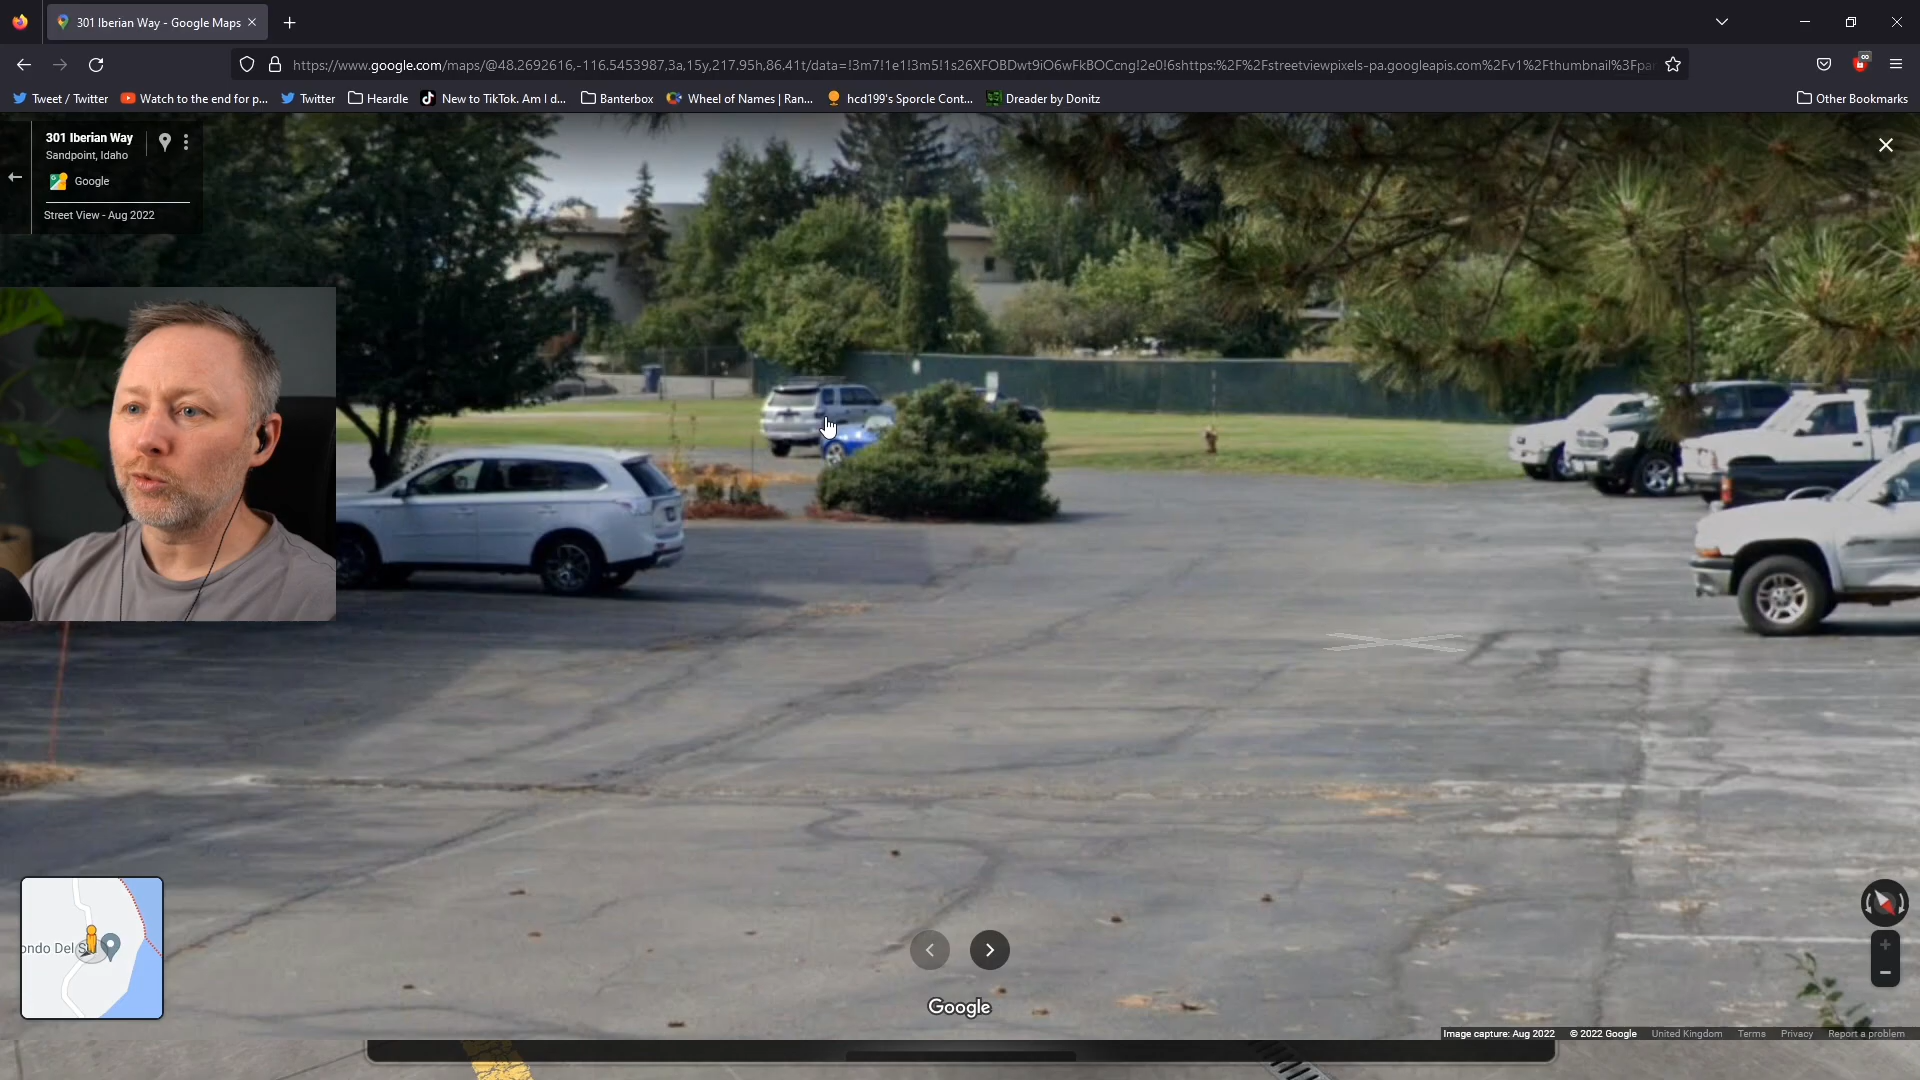 301 Iberian Way - Google Maps
https://www.google.com/maps/@48.2692616,-116.5453987,3a,15y,217.95h,86.41t/data=!3m7!1e1!3m5!1s26XFOBDwt9iO6wFkBOCcng!2e0!6shttps:%2F%2Fstreetviewpixels-pa.googleapis.com%2Fv1%2Fthumbnail%3Fpa
Tweet / Twitter Watch to the end for p... Twitter Heardle New to TikTok. Am I d... Banterbox Wheel of Names | Ran... hcd199's Sporcle Cont... Dreader by Donitz Other Bookmarks
301 Iberian Way
Sandpoint, Idaho
Google
Street View - Aug 2022
ondo Del S
Google
Image capture: Aug 2022 © 2022 Google United Kingdom Terms Privacy Report a problem